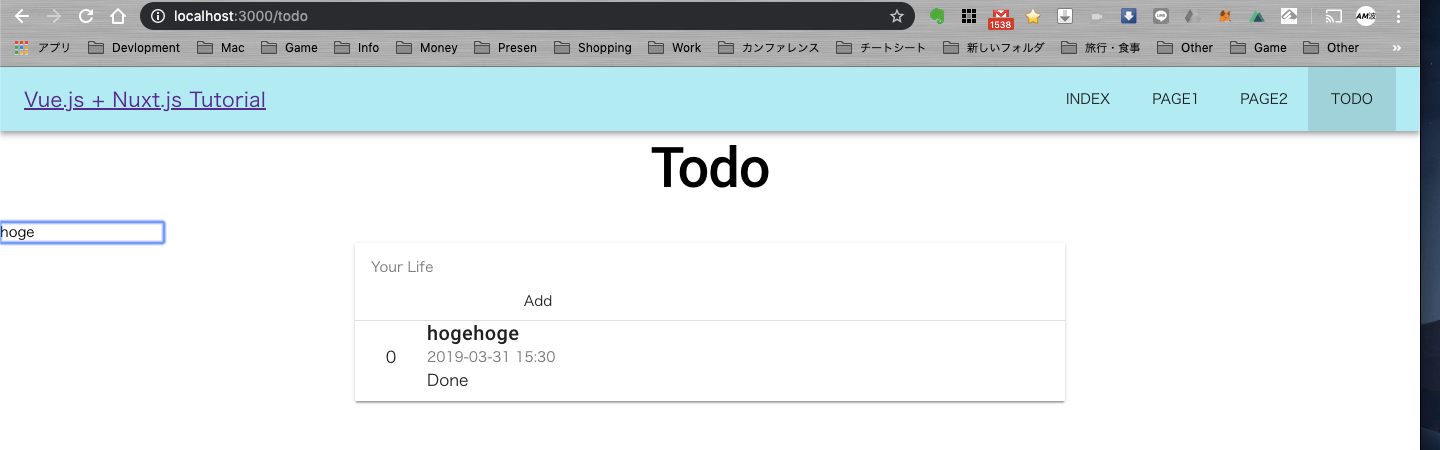 localhost:3000/todo
1538
アプリ Devlopment Mac Game Info Money Presen Shopping Work カンファレンス チートシート 新しいフォルダ 旅行・食事 Other Game Other »
Vue.js + Nuxt.js Tutorial INDEX PAGE1 PAGE2 TODO
Todo
hoge
Your Life
Add
hogehoge
0 2019-03-31 15:30
Done